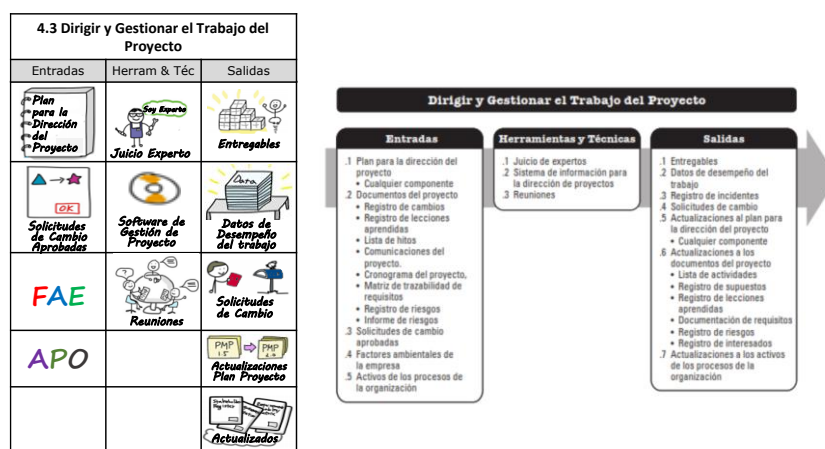 4.3 Dirigir y Gestionar el Trabajo del
Proyecto
Entradas
Herram & Téc
Salidas
Plan
para la
Dirección
del
Proyecto
Soy Experto
Juicio Experto
Entregables
OK
Solicitudes
de Cambio
Aprobadas
Software de
Gestión de
Proyecto
Data
Datos de
Desempeño
del trabajo
FAE
Reuniones
Solicitudes
de Cambio
APO
PMP
1.5
PMP
Actualizaciones
Plan Proyecto
Actualizados
Dirigir y Gestionar el Trabajo del Proyecto
Entradas
.1 Plan para la dirección del
proyecto
• Cualquier componente
.2 Documentos del proyecto
• Registro de cambios
• Registro de lecciones
aprendidas
• Lista de hitos
• Comunicaciones del
proyecto.
• Cronograma del proyecto,
• Matriz de trazabilidad de
requisitos
• Registro de riesgos
• Informe de riesgos
.3 Solicitudes de cambio
aprobadas
.4 Factores ambientales de
la empresa
.5 Activos de los procesos de
la organización
Herramientas y Técnicas
.1 Juicio de expertos
.2 Sistema de información para
la dirección de proyectos
.3 Reuniones
Salidas
.1 Entregables
.2 Datos de desempeño del
trabajo
.3 Registro de incidentes
.4 Solicitudes de cambio
.5 Actualizaciones al plan para
la dirección del proyecto
• Cualquier componente
.6 Actualizaciones a los
documentos del proyecto
• Lista de actividades
• Registro de supuestos
• Registro de lecciones
aprendidas
• Documentación de requisitos
• Registro de riesgos
• Registro de interesados
.7 Actualizaciones a los activos
de los procesos de la
organización